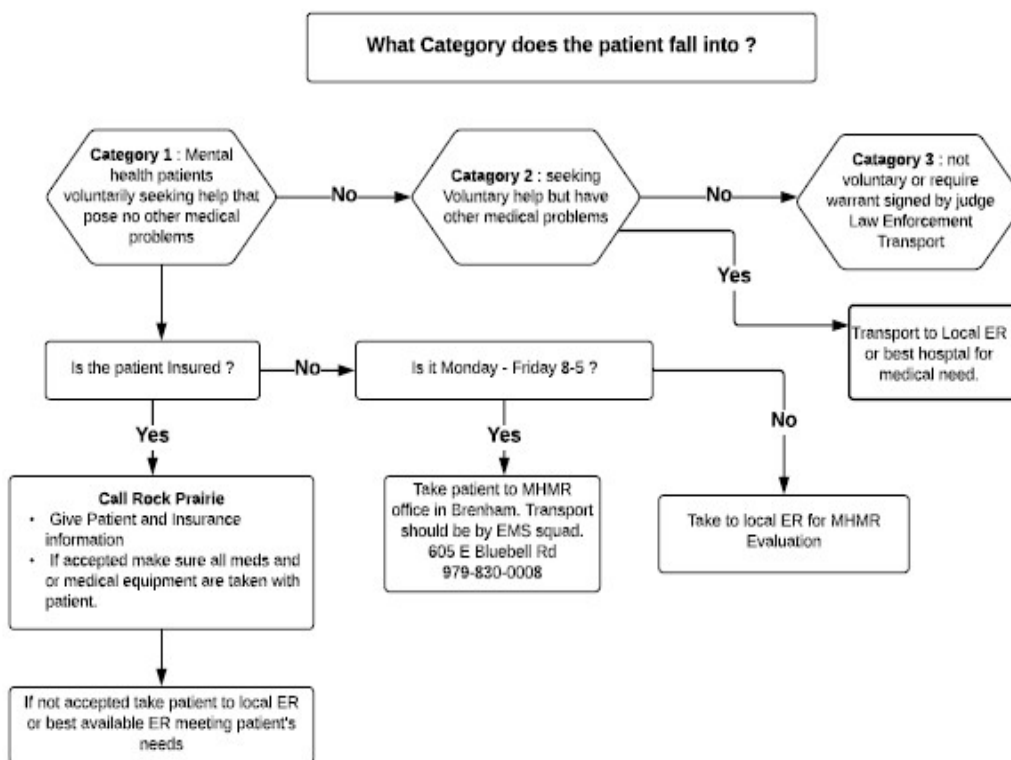 What Category does the patient fall into ?
Category 1 : Mental
health patients
voluntarily seeking help that
pose no other medical
problems
No
Catagory 2 : seeking
Voluntary help but have
other medical problems
No
Catagory 3 : not
voluntary or require
warrant signed by judge
Law Enforcement
Transport
Yes
Transport to Local ER
or best hosptal for
medical need.
Is the patient Insured ?
No
Is it Monday - Friday 8-5 ?
No
Yes
Yes
Call Rock Prairie
• Give Patient and Insurance
information
• If accepted make sure all meds and
or medical equipment are taken with
patient.
Take patient to MHMR
office in Brenham. Transport
should be by EMS squad.
605 E Bluebell Rd
979-830-0008
Take to local ER for MHMR
Evaluation
If not accepted take patient to local ER
or best available ER meeting patient's
needs